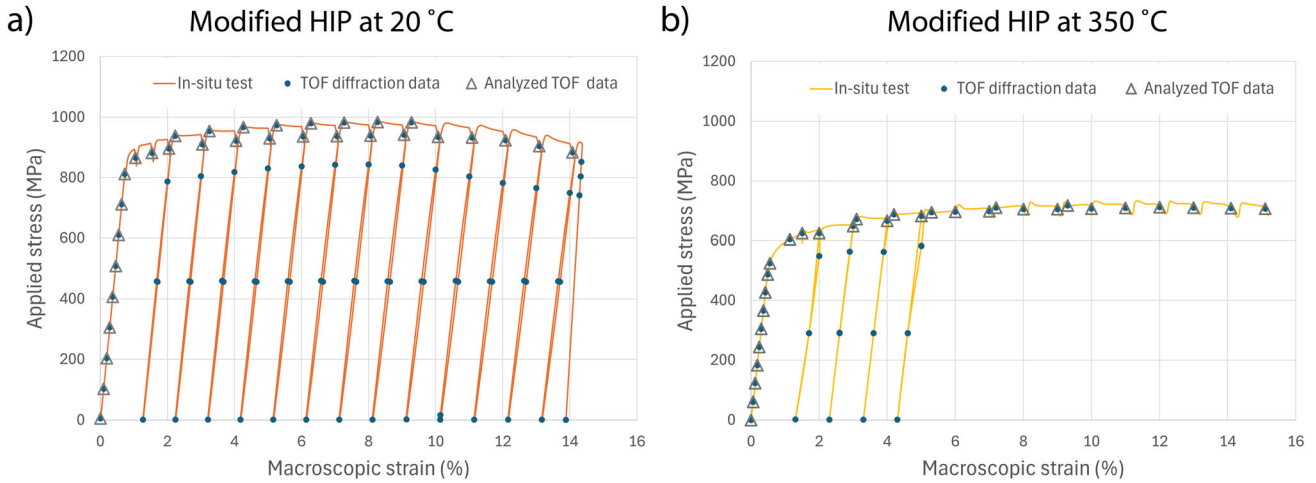 a) Modified HIP at 20 ˚C
1200
In-situ test TOF diffraction data Analyzed TOF data
1000
800
600
400
200
0
0 2 4 6 8 10 12 14 16
Applied stress (MPa)
Macroscopic strain (%)
b) Modified HIP at 350 ˚C
1200
In-situ test TOF diffraction data Analyzed TOF data
1000
800
600
400
200
0
0 2 4 6 8 10 12 14 16
Applied stress (MPa)
Macroscopic strain (%)